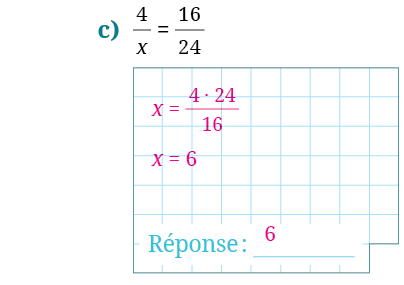 c) 4/x = 16/24
x = 4 · 24/16
x = 6
Réponse: 6